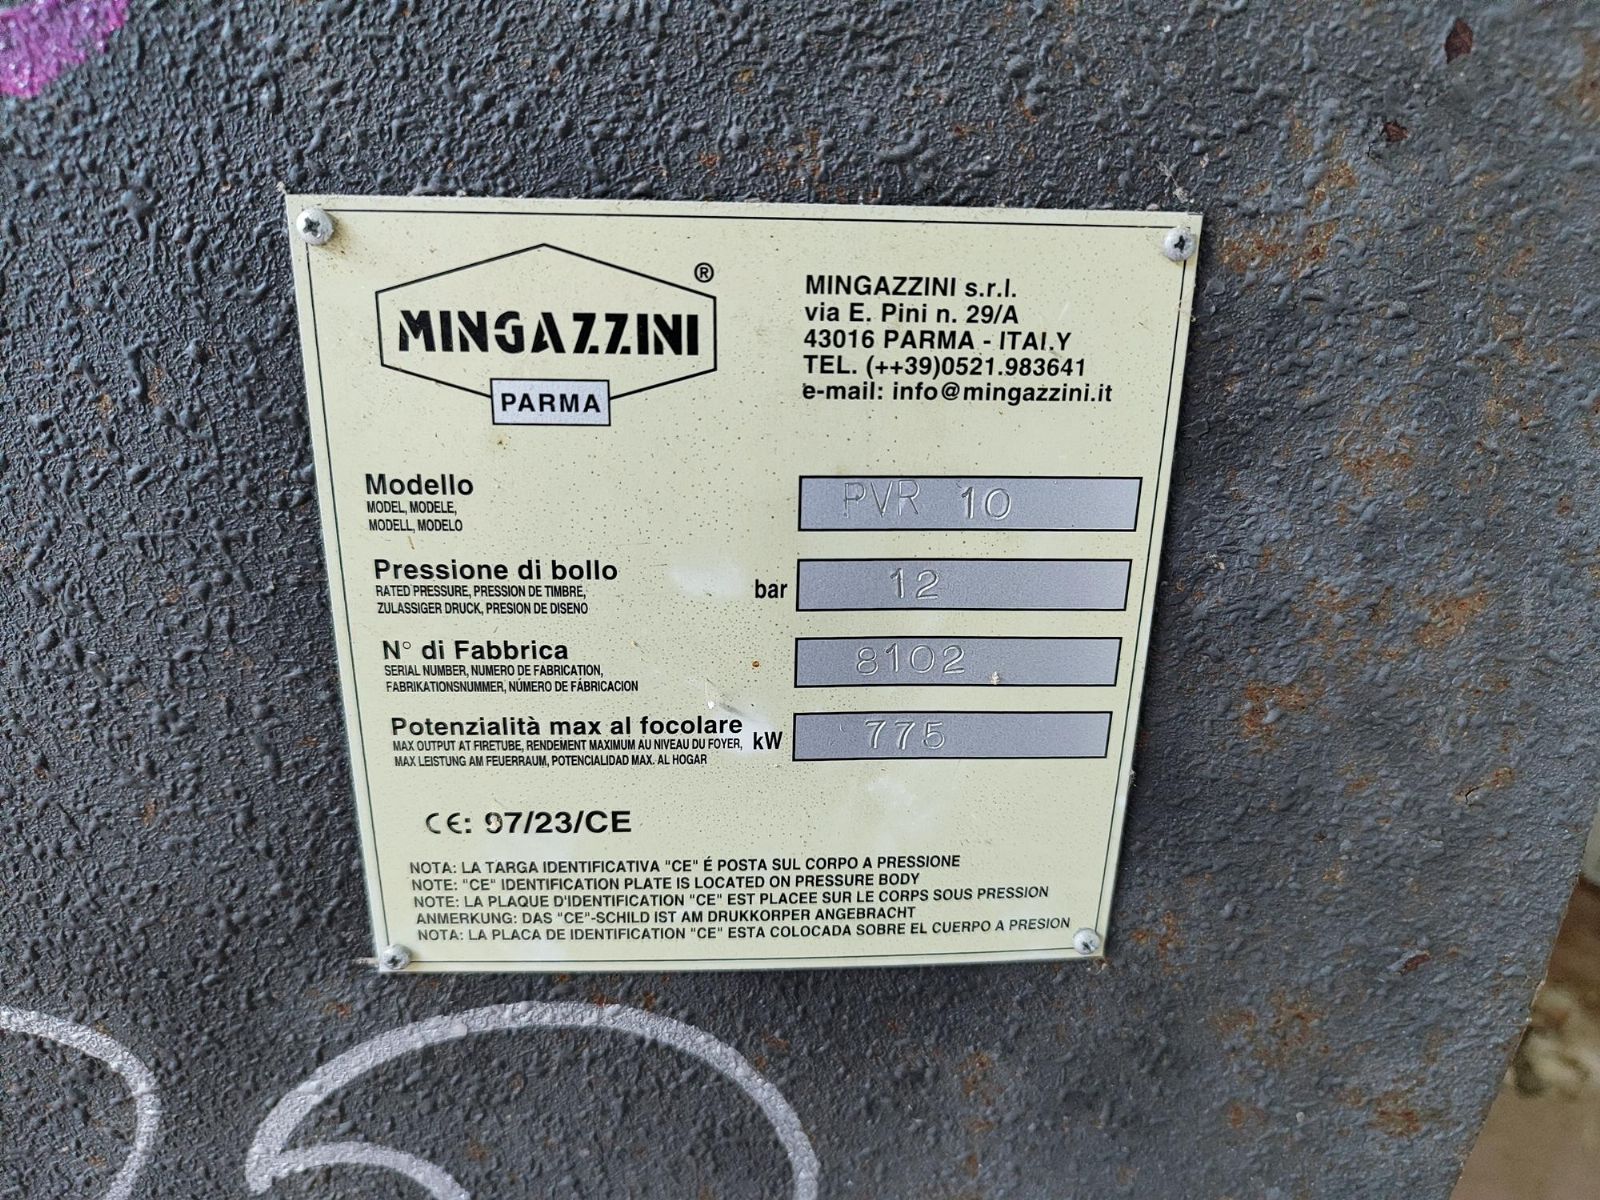 MINGAZZINI ®
PARMA
MINGAZZINI s.r.l.
via E. Pini n. 29/A
43016 PARMA - ITALY
TEL. (++39)0521.983641
e-mail: info@mingazzini.it
Modello
MODEL, MODELE,
MODELL, MODELO
PVR 10
Pressione di bollo
RATED PRESSURE, PRESSION DE TIMBRE,
ZULASSIGER DRUCK, PRESION DE DISENO
bar 12
N° di Fabbrica
SERIAL NUMBER, NUMERO DE FABRICATION,
FABRIKATIONSNUMMER, NÚMERO DE FÁBRICACION
8102
Potenzialità max al focolare
MAX OUTPUT AT FIRETUBE, RENDEMENT MAXIMUM AU NIVEAU DU FOYER,
MAX LEISTUNG AM FEUERRAUM, POTENCIALIDAD MAX. AL HOGAR
kW 775
CE: 97/23/CE
NOTA: LA TARGA IDENTIFICATIVA "CE" É POSTA SUL CORPO A PRESSIONE
NOTE: "CE" IDENTIFICATION PLATE IS LOCATED ON PRESSURE BODY
NOTE: LA PLAQUE D'IDENTIFICATION "CE" EST PLACEE SUR LE CORPS SOUS PRESSION
ANMERKUNG: DAS "CE"-SCHILD IST AM DRUKKORPER ANGEBRACHT
NOTA: LA PLACA DE IDENTIFICATION "CE" ESTA COLOCADA SOBRE EL CUERPO A PRESION